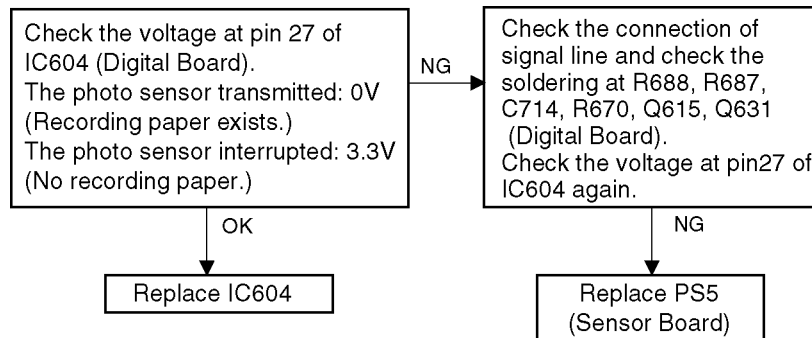 Check the voltage at pin 27 of
IC604 (Digital Board).
The photo sensor transmitted: 0V
(Recording paper exists.)
The photo sensor interrupted: 3.3V
(No recording paper.)
NG
Check the connection of
signal line and check the
soldering at R688, R687,
C714, R670, Q615, Q631
(Digital Board).
Check the voltage at pin27 of
IC604 again.
OK
NG
Replace IC604
Replace PS5
(Sensor Board)